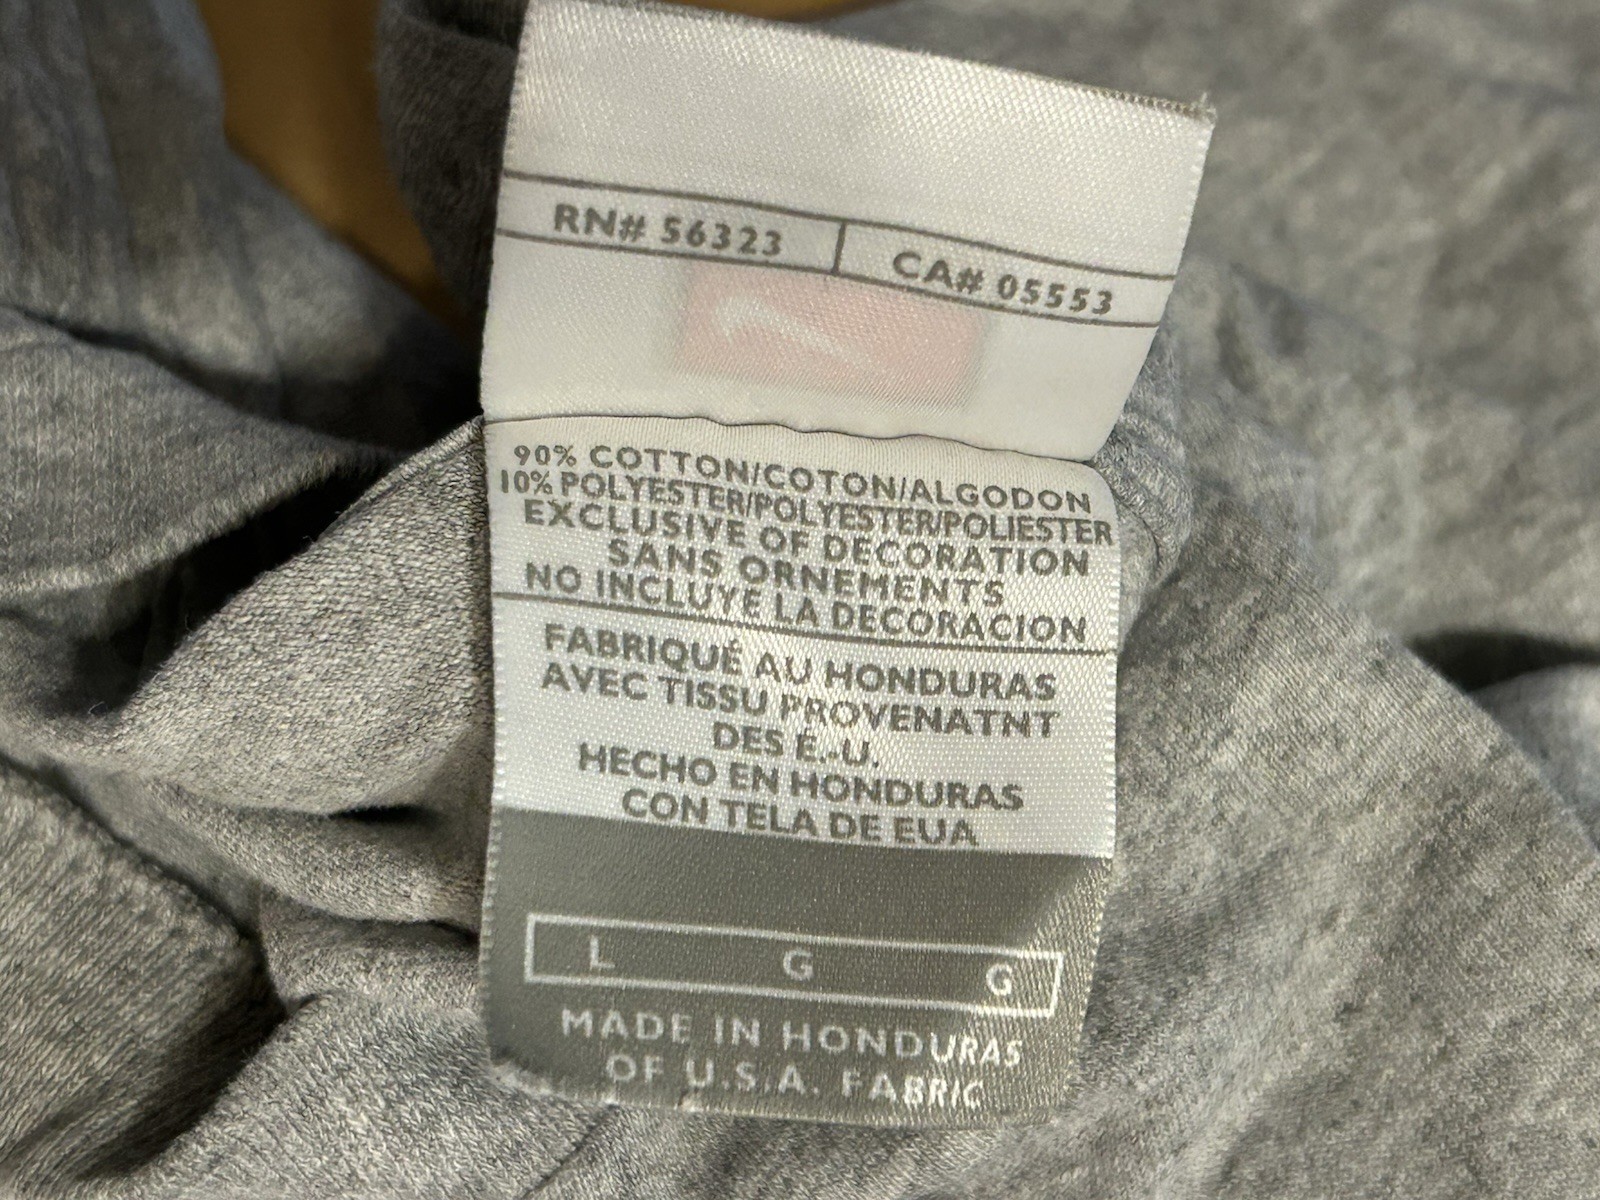 RN# 56323 CA# 05553
90% COTTON/COTON/ALGODON
10% POLYESTER/POLYESTER/POLIESTER
EXCLUSIVE OF DECORATION
SANS ORNEMENTS
NO INCLUYE LA DECORACION
FABRIQUÉ AU HONDURAS
AVEC TISSU PROVENATNT
DES É.-U.
HECHO EN HONDURAS
CON TELA DE EUA
L G G
MADE IN HONDURAS
OF U.S.A. FABRIC